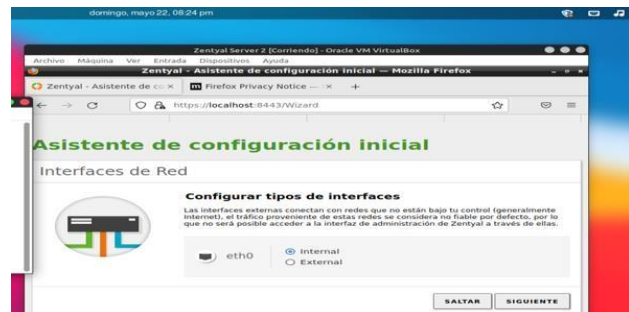 domingo, mayo 22, 08:24 pm
Zentyal Server 2 [Corriendo] - Oracle VM VirtualBox
Archivo Máquina Ver Entrada Dispositivos Ayuda
Zentyal - Asistente de configuración inicial — Mozilla Firefox
Zentyal - Asistente de co
Firefox Privacy Notice —
https://localhost:8443/Wizard
Asistente de configuración inicial
Interfaces de Red
Configurar tipos de interfaces
Las interfaces externas conectan con redes que no están bajo tu control (generalmente
Internet), el tráfico proveniente de estas redes se considera no fiable por defecto, por lo
que no será posible acceder a la interfaz de administración de Zentyal a través de ellas.
eth0
Internal
External
SALTAR SIGUIENTE